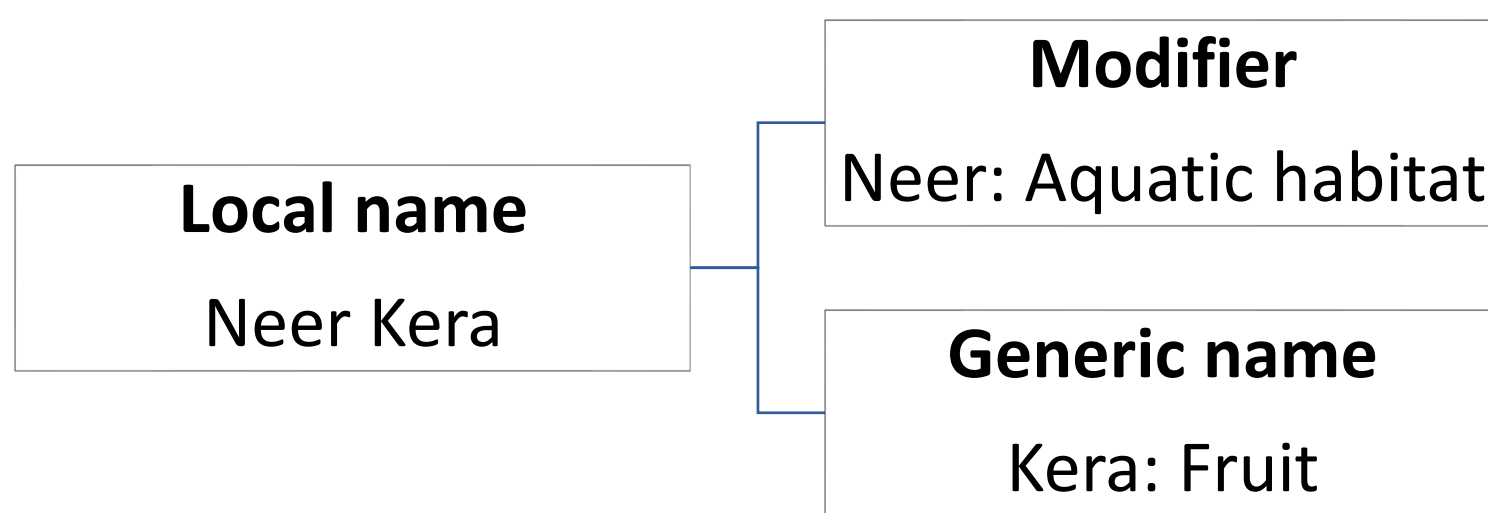 Local name
Neer Kera
Modifier
Neer: Aquatic habitat
Generic name
Kera: Fruit